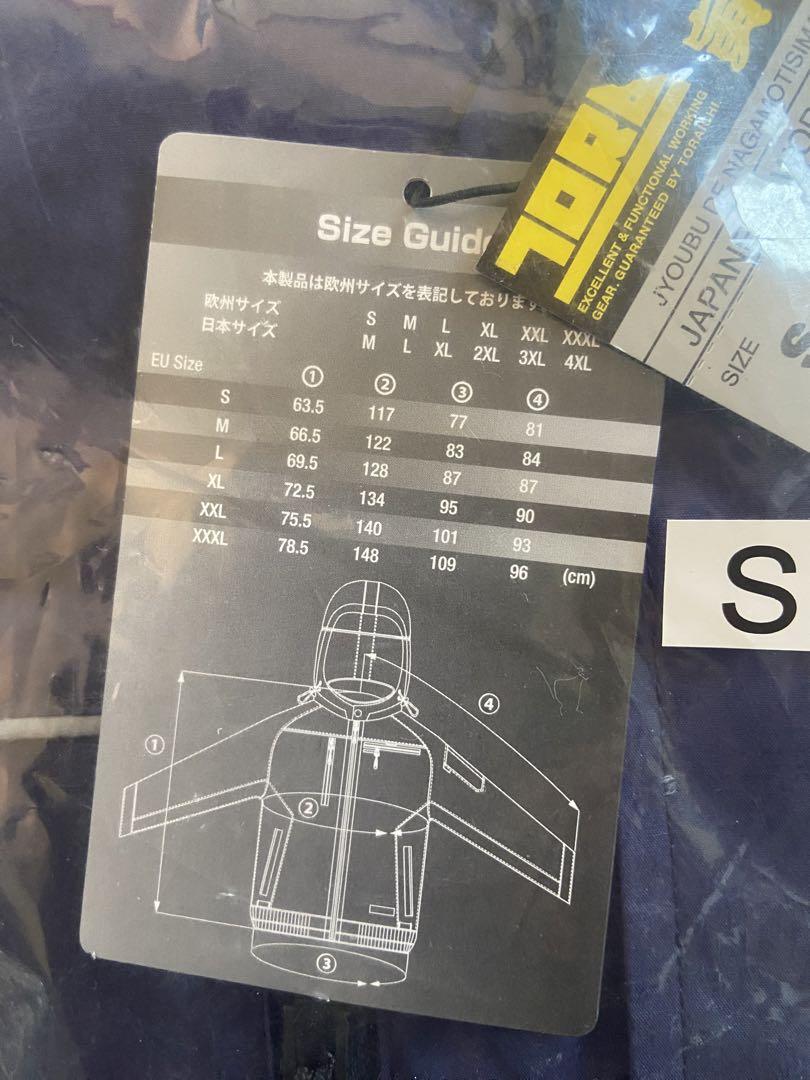 Size Guide
本製品は欧州サイズを表記しております
欧州サイズ S M L XL XXL XXXL
日本サイズ M L XL 2XL 3XL 4XL
EU Size ① ② ③ ④
S 63.5 117 77 81
M 66.5 122 83 84
L 69.5 128 87 87
XL 72.5 134 95 90
XXL 75.5 140 101 93
XXXL 78.5 148 109 96 (cm)
④
①
②
③
EXCELLENT & FUNCTIONAL WORKING
GEAR. GUARANTEED BY TORAICHI.
JYOUBU DE NAGAMOTISIM
SIZE
S